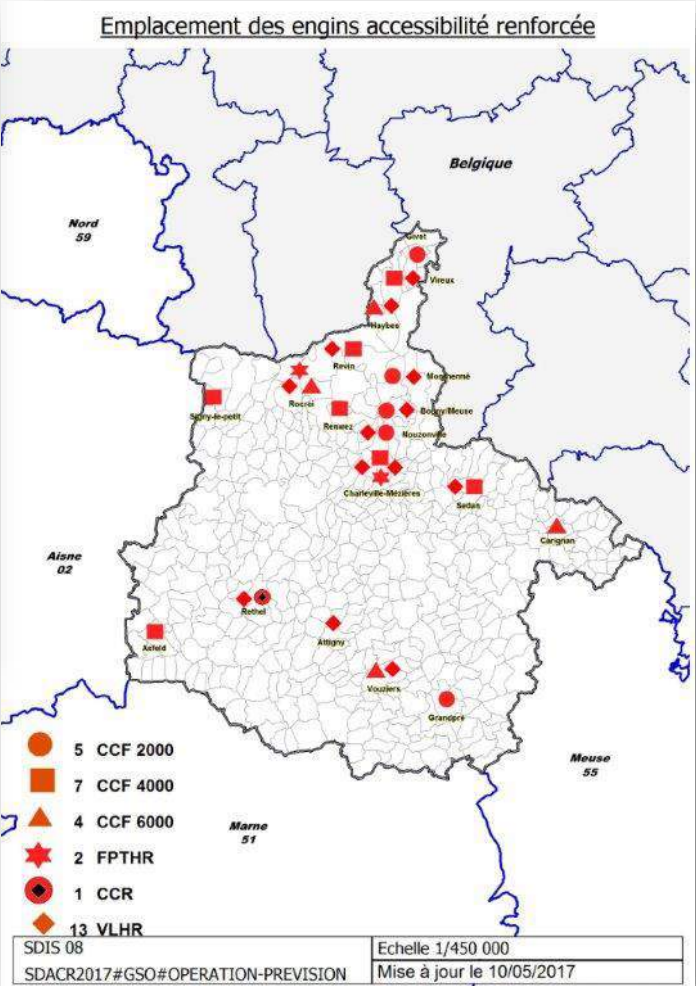 Emplacement des engins accessibilité renforcée
Belgique
Nord
59
Givet
Vireux
Haybes
Revin
Monthermé
Rocroi
Signy-le-petit
Bogny/Meuse
Renwez
Nouzonville
Charleville-Mézières
Sedan
Carignan
Aisne
02
Rethel
Attigny
Asfeld
Vouziers
Grandpré
Meuse
55
Marne
51
5 CCF 2000
7 CCF 4000
4 CCF 6000
2 FPTHR
1 CCR
13 VLHR
SDIS 08
Echelle 1/450 000
SDACR2017#GSO#OPERATION-PREVISION
Mise à jour le 10/05/2017